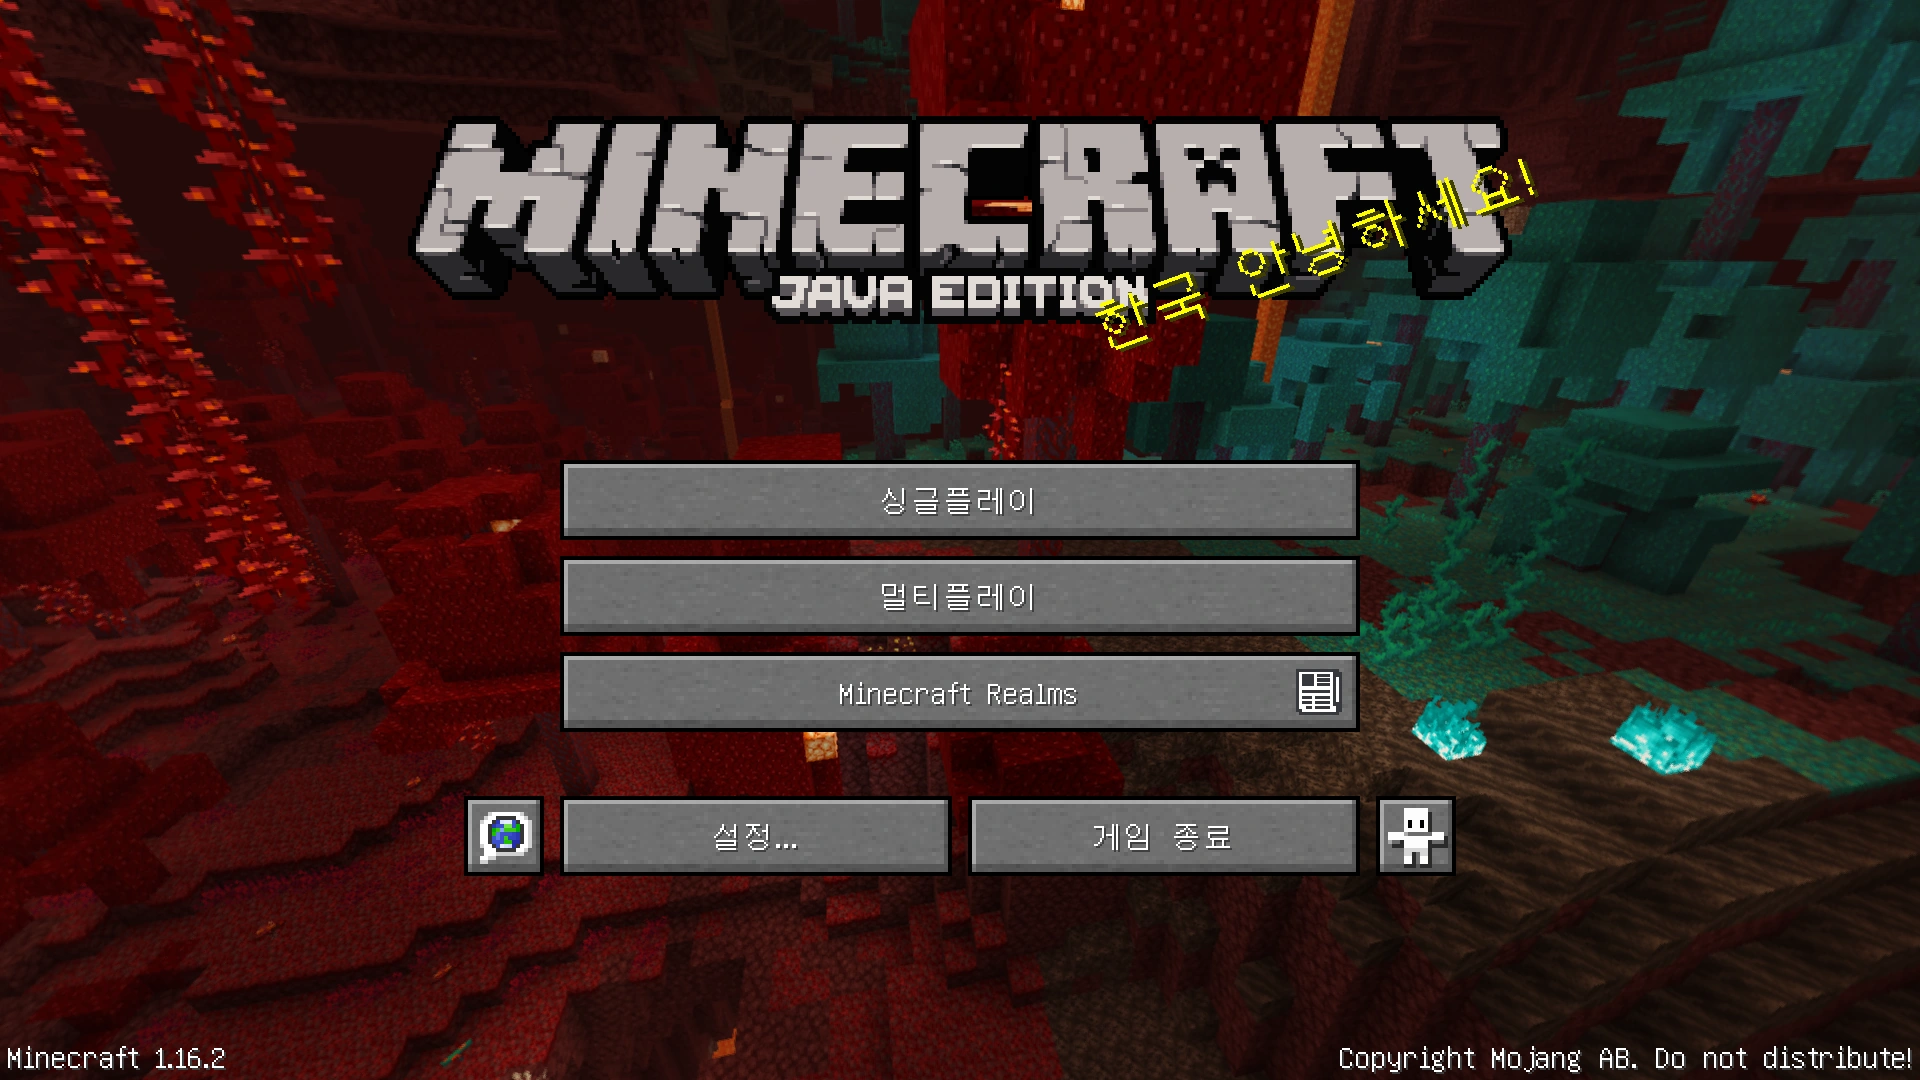 MINECRAFT
JAVA EDITION
한국 안녕하세요!
싱글플레이
멀티플레이
Minecraft Realms
설정...
게임 종료
Minecraft 1.16.2
Copyright Mojang AB. Do not distribute!